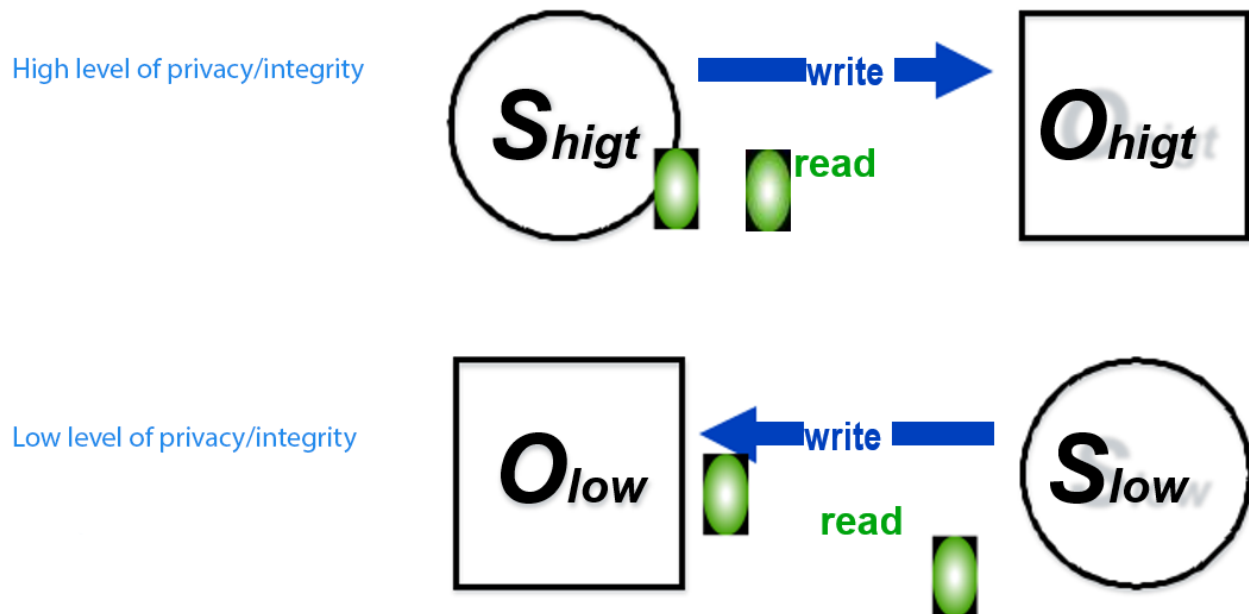 High level of privacy/integrity
Shigt
write
read
Ohigt
Low level of privacy/integrity
Olow
write
read
Slow